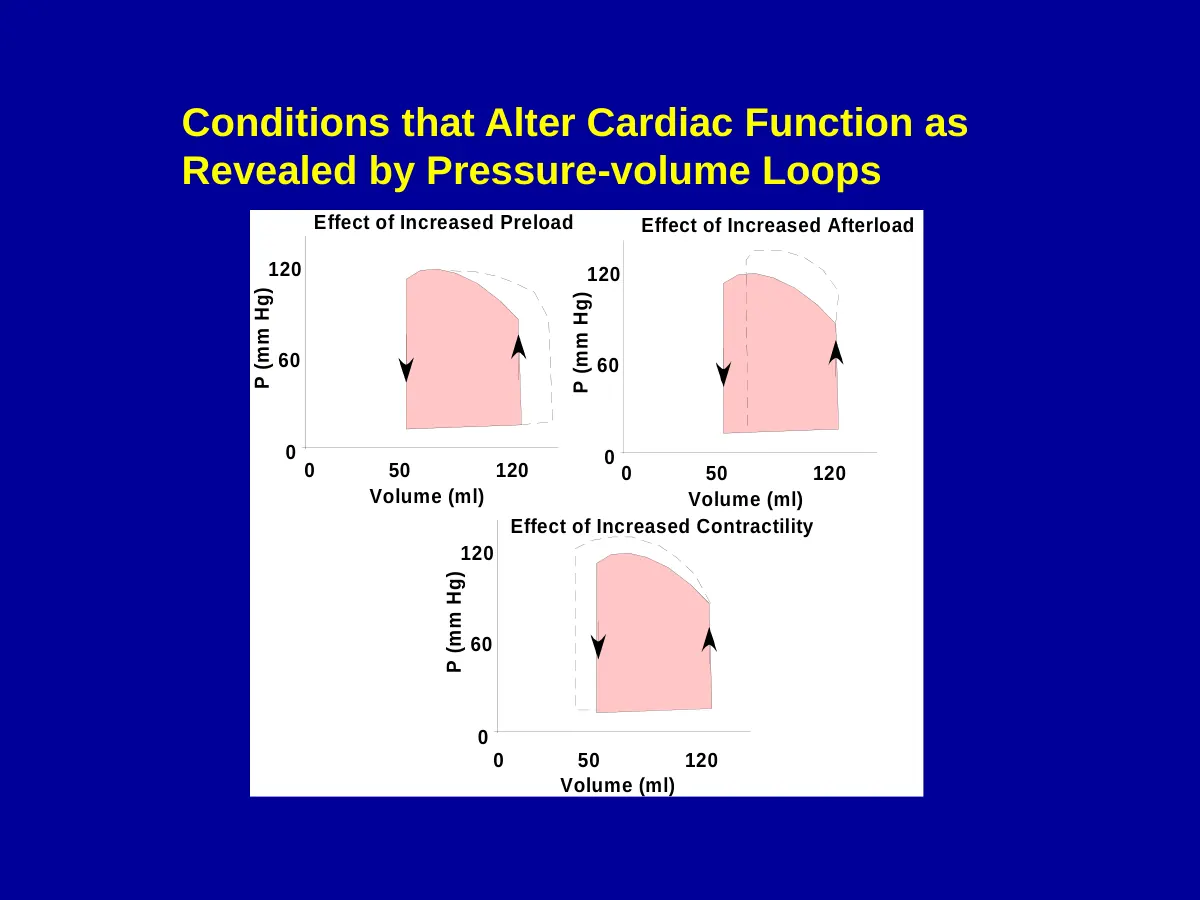 Conditions that Alter Cardiac Function as
Revealed by Pressure-volume Loops
Effect of Increased Preload
120
60
0
P (mm Hg)
0 50 120
Volume (ml)
Effect of Increased Afterload
120
60
0
P (mm Hg)
0 50 120
Volume (ml)
Effect of Increased Contractility
120
60
0
P (mm Hg)
0 50 120
Volume (ml)